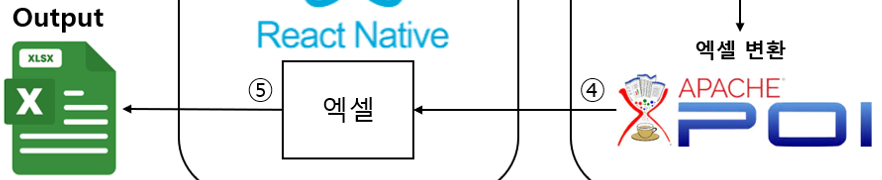 Output
XLSX
X
React Native
⑤
엑셀
④
엑셀 변환
APACHE
POI